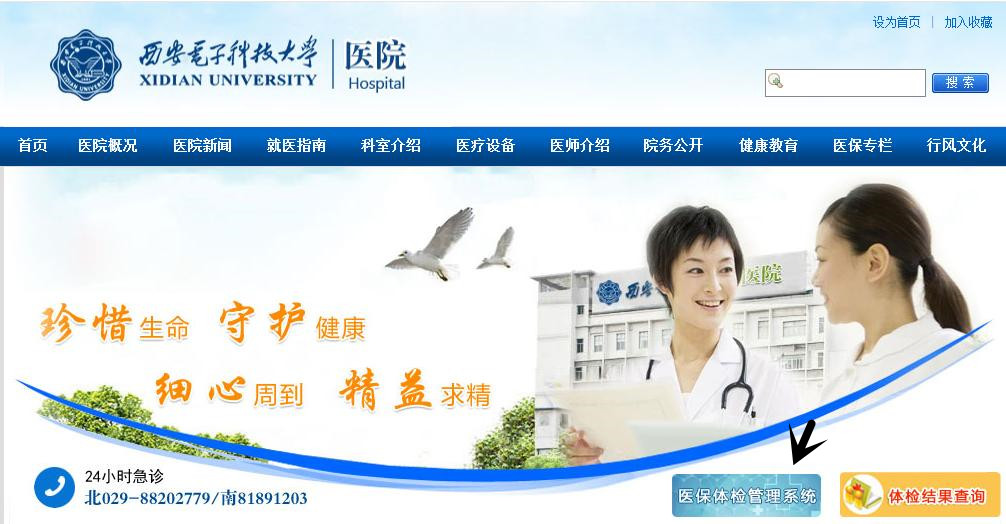 设为首页 | 加入收藏
西安電子科技大學 医院
XIDIAN UNIVERSITY Hospital
搜 索
首页 医院概况 医院新闻 就医指南 科室介绍 医疗设备 医师介绍 院务公开 健康教育 医保专栏 行风文化
医院
珍惜生命 守护健康
细心周到 精益求精
24小时急诊
北029-88202779/南81891203
医保体检管理系统
体检结果查询